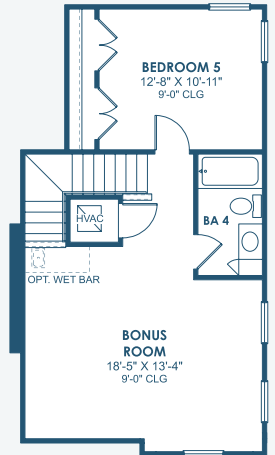 BEDROOM 5
12'-8" X 10'-11"
9'-0" CLG
BA 4
HVAC
OPT. WET BAR
BONUS
ROOM
18'-5" X 13'-4"
9'-0" CLG